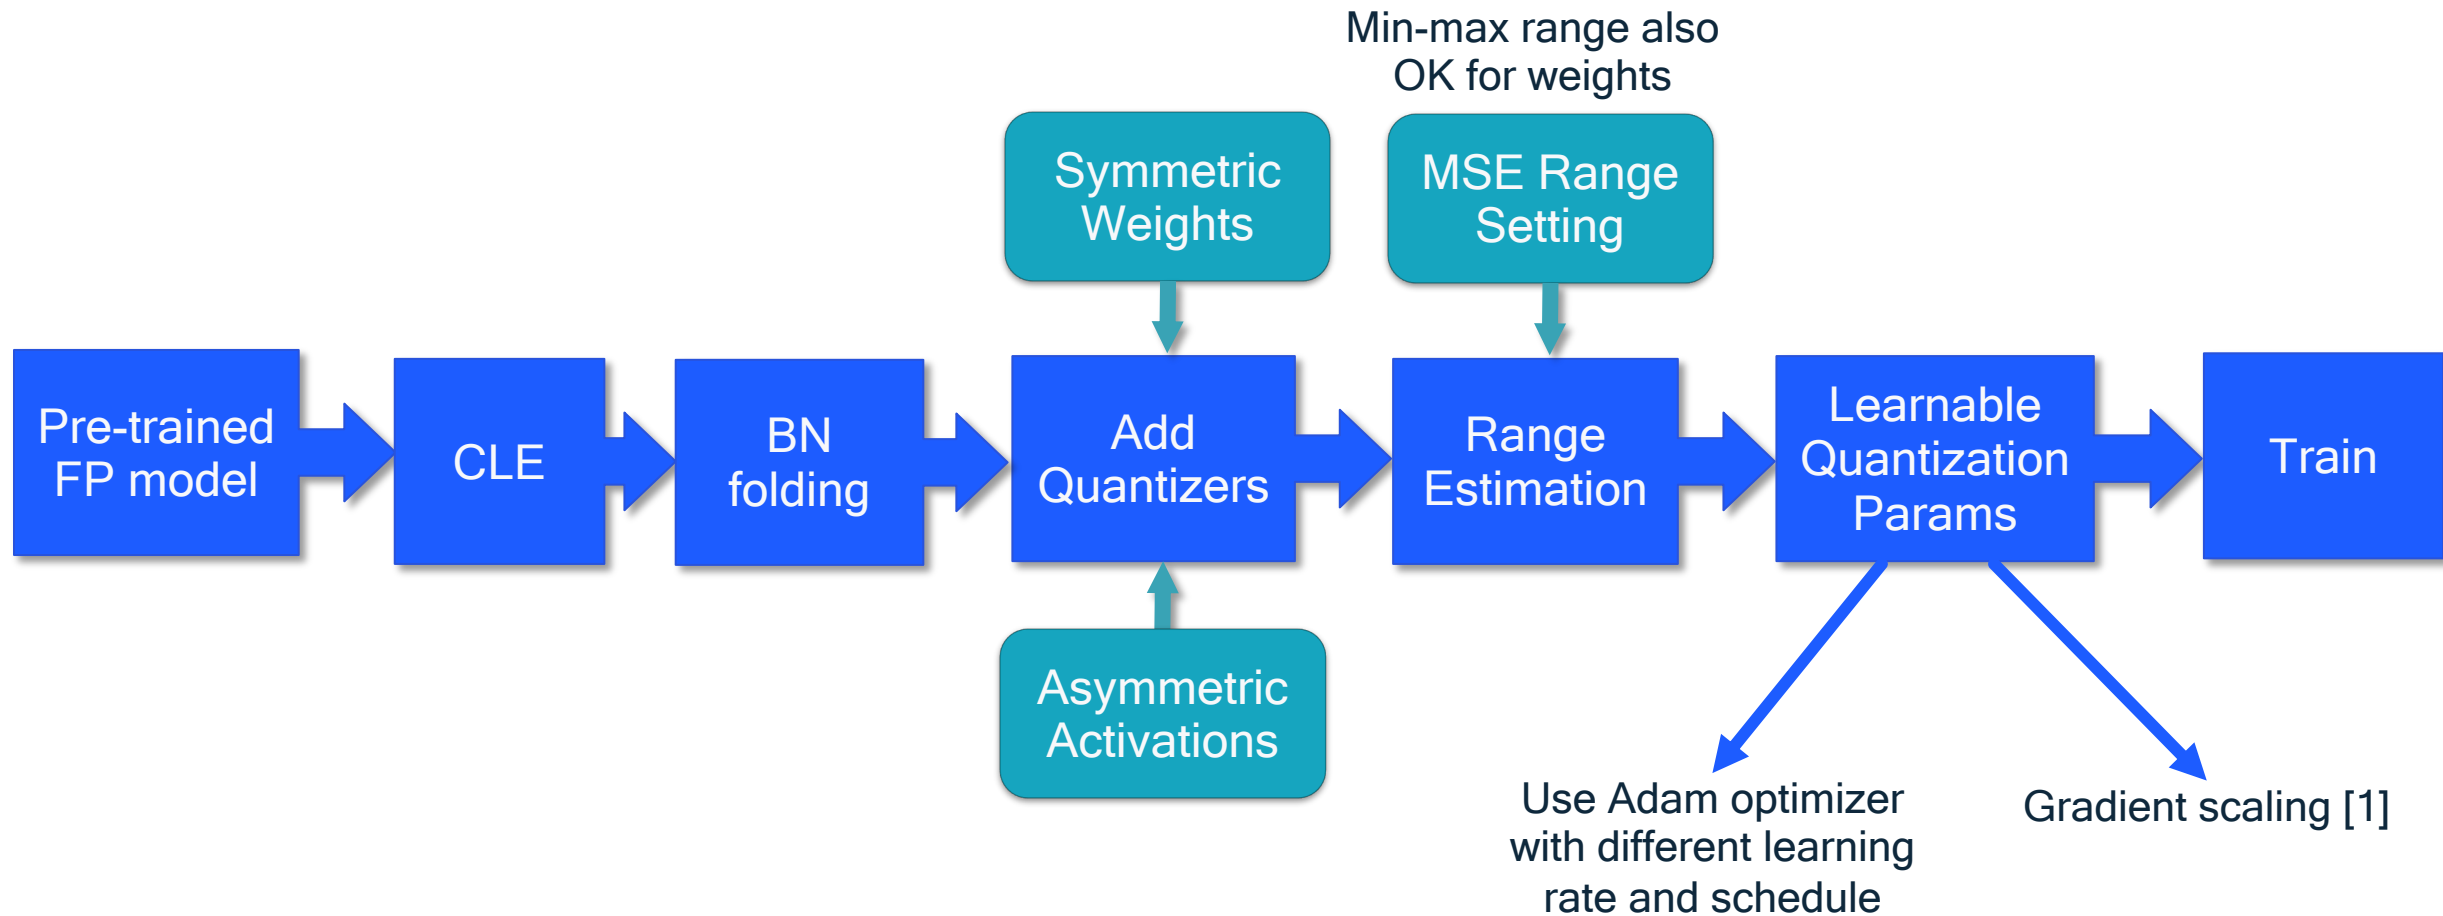 Min-max range also
OK for weights
Symmetric
Weights
MSE Range
Setting
Pre-trained
FP model
CLE
BN
folding
Add
Quantizers
Range
Estimation
Learnable
Quantization
Params
Train
Asymmetric
Activations
Use Adam optimizer
with different learning
rate and schedule
Gradient scaling [1]